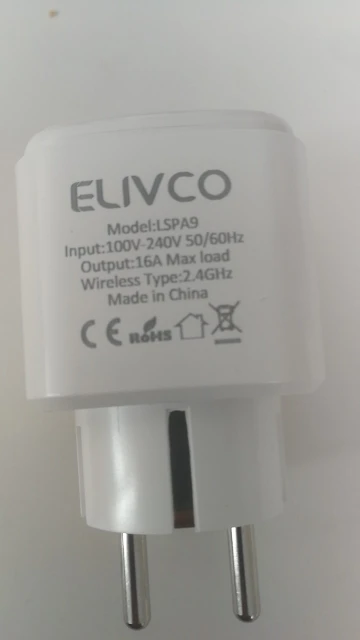 ELIVCO
Model:LSPA9
Input:100V-240V 50/60Hz
Output:16A Max load
Wireless Type:2.4GHz
Made in China
CE RoHS